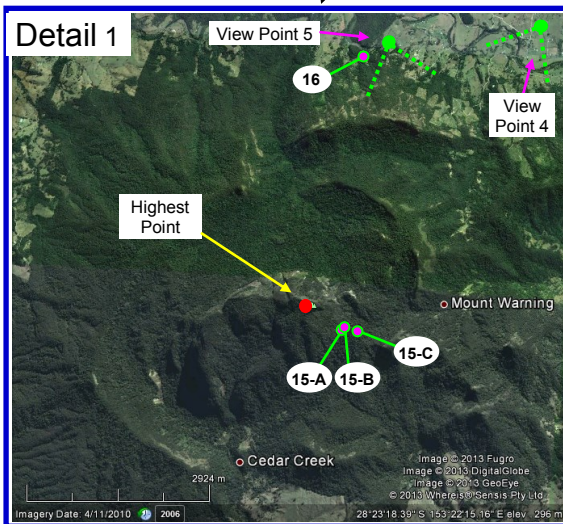 Detail 1
View Point 5
16
View
Point 4
Highest
Point
Mount Warning
15-C
15-A
15-B
Cedar Creek
2924 m
Image © 2013 Fugro
Image © 2013 DigitalGlobe
Image © 2013 GeoEye
© 2013 Whereis® Sensis Pty Ltd
Imagery Date: 4/11/2010 2006
28°23'18.39" S 153°22'15.16" E elev 296 m